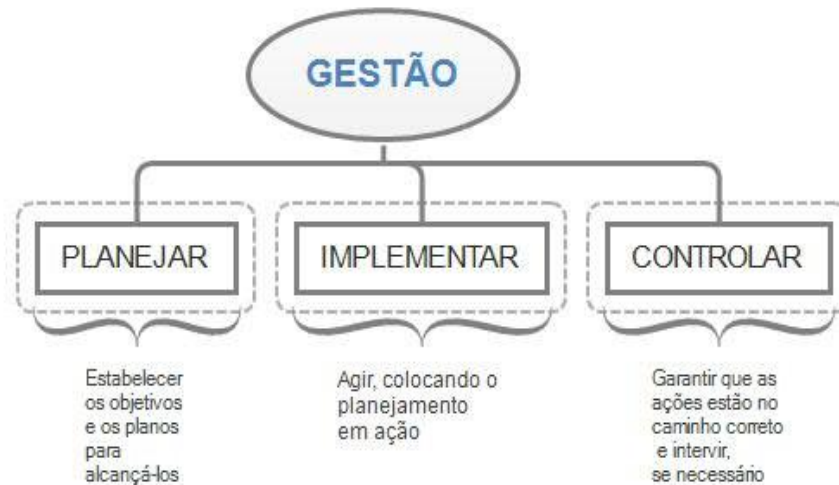 GESTÃO
PLANEJAR
IMPLEMENTAR
CONTROLAR
Estabelecer
os objetivos
e os planos
para
alcançá-los
Agir, colocando o
planejamento
em ação
Garantir que as
ações estão no
caminho correto
e intervir,
se necessário